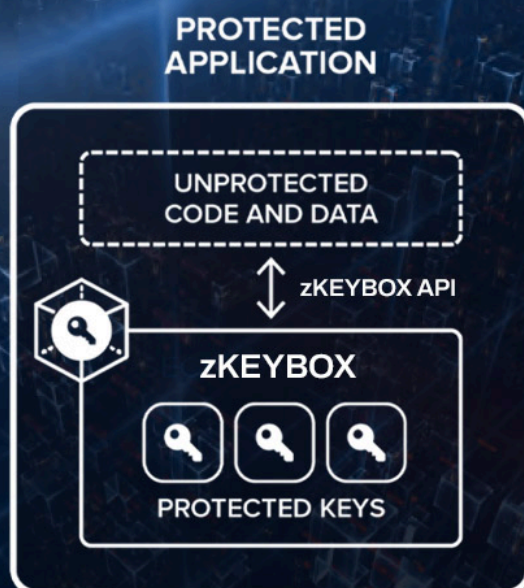 PROTECTED
APPLICATION
UNPROTECTED
CODE AND DATA
zKEYBOX API
zKEYBOX
PROTECTED KEYS